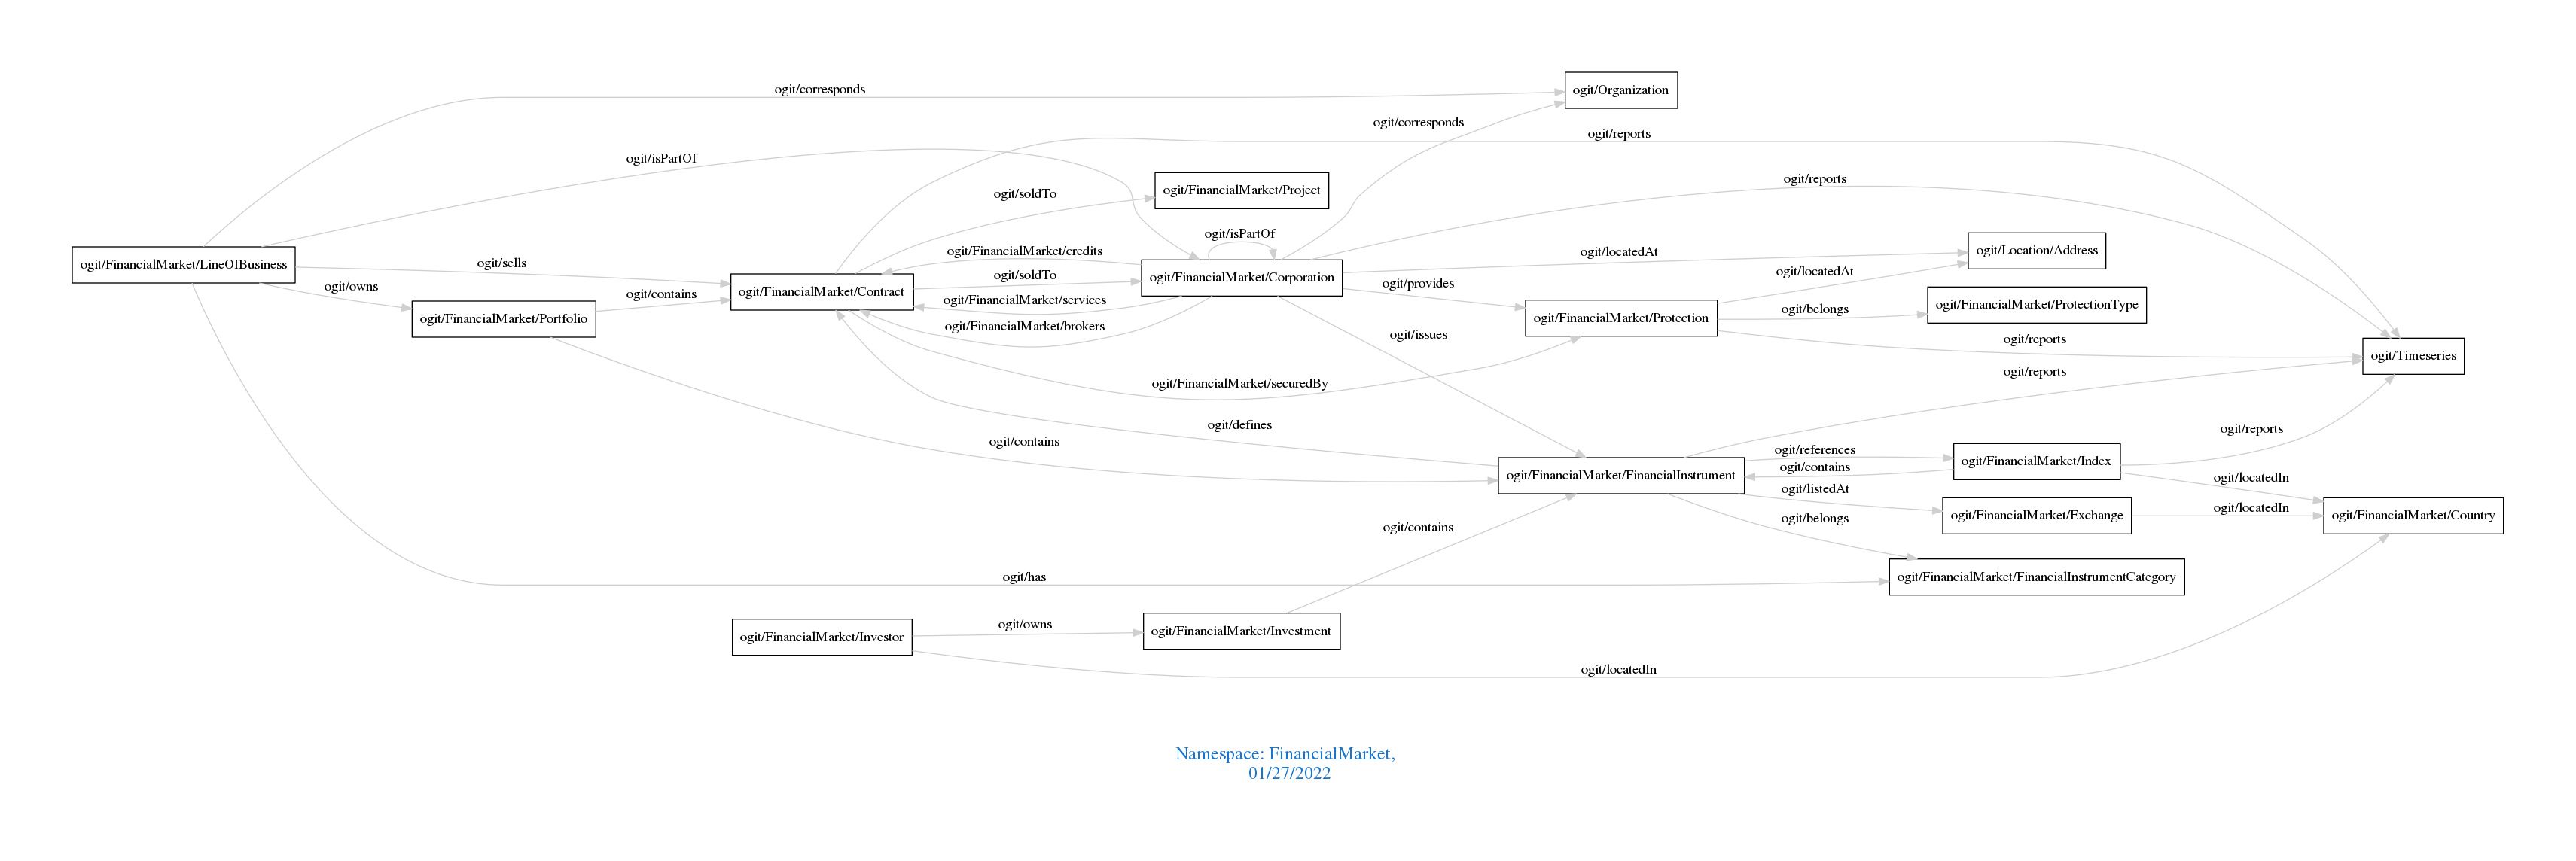 ogit/Organization
ogit/corresponds
ogit/corresponds
ogit/reports
ogit/isPartOf
ogit/reports
ogit/FinancialMarket/Project
ogit/soldTo
ogit/isPartOf
ogit/FinancialMarket/credits
ogit/locatedAt
ogit/Location/Address
ogit/FinancialMarket/LineOfBusiness
ogit/sells
ogit/soldTo
ogit/FinancialMarket/Corporation
ogit/locatedAt
ogit/owns
ogit/contains
ogit/FinancialMarket/Contract
ogit/FinancialMarket/services
ogit/provides
ogit/FinancialMarket/ProtectionType
ogit/FinancialMarket/Portfolio
ogit/FinancialMarket/brokers
ogit/FinancialMarket/Protection
ogit/belongs
ogit/issues
ogit/reports
ogit/Timeseries
ogit/FinancialMarket/securedBy
ogit/reports
ogit/defines
ogit/reports
ogit/contains
ogit/references
ogit/FinancialMarket/Index
ogit/contains
ogit/FinancialMarket/FinancialInstrument
ogit/locatedIn
ogit/listedAt
ogit/locatedIn
ogit/FinancialMarket/Exchange
ogit/FinancialMarket/Country
ogit/belongs
ogit/contains
ogit/has
ogit/FinancialMarket/FinancialInstrumentCategory
ogit/FinancialMarket/Investor
ogit/owns
ogit/FinancialMarket/Investment
ogit/locatedIn
Namespace: FinancialMarket,
01/27/2022